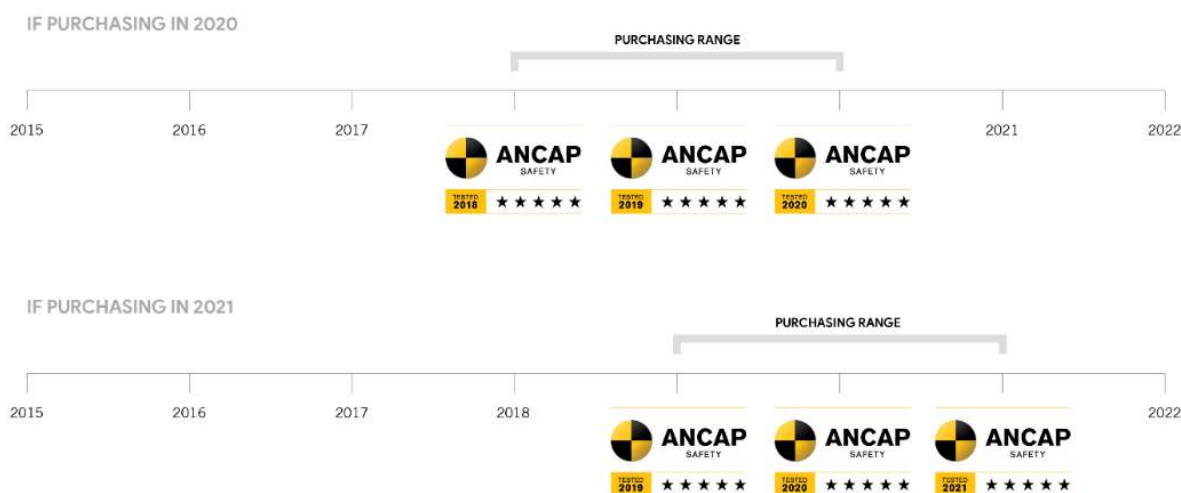 IF PURCHASING IN 2020
PURCHASING RANGE
2015 2016 2017 2021 2022
ANCAP SAFETY TESTED 2018 ★★★★★
ANCAP SAFETY TESTED 2019 ★★★★★
ANCAP SAFETY TESTED 2020 ★★★★★
IF PURCHASING IN 2021
PURCHASING RANGE
2015 2016 2017 2018 2022
ANCAP SAFETY TESTED 2019 ★★★★★
ANCAP SAFETY TESTED 2020 ★★★★★
ANCAP SAFETY TESTED 2021 ★★★★★